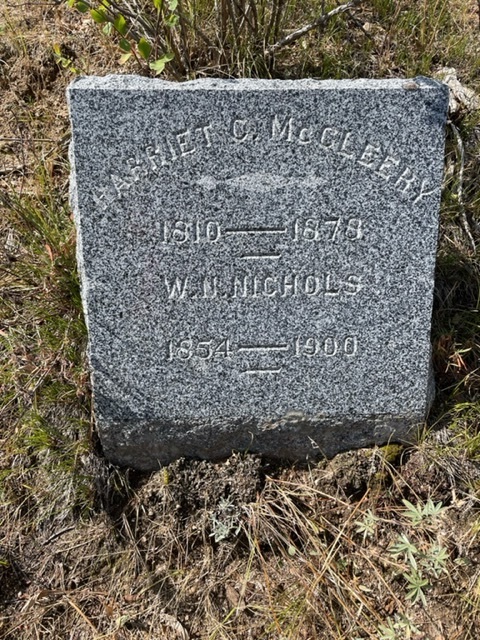 HARRIET C. McCLEERY
1810 — 1878
W. N. NICHOLS
1854 — 1900